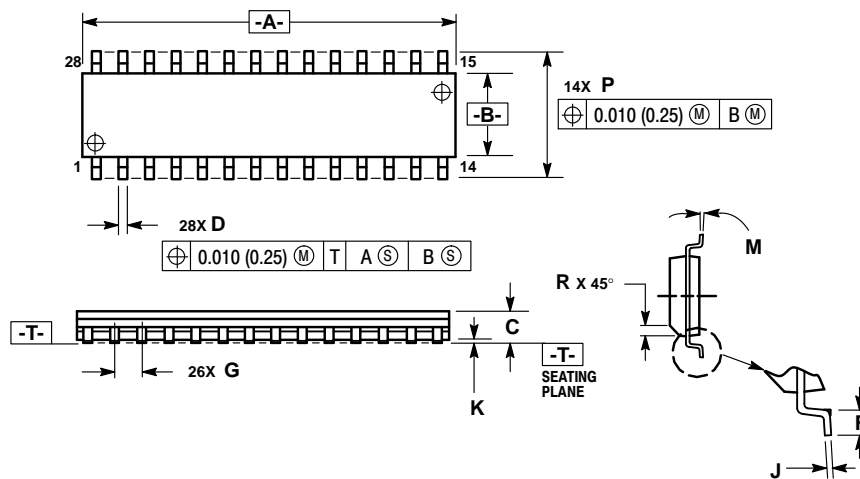 -A-
28
15
14X P
-B-
⌖ 0.010 (0.25) Ⓜ B Ⓜ
1
14
28X D
⌖ 0.010 (0.25) Ⓜ T A Ⓢ B Ⓢ
M
R X 45°
C
-T-
-T-
26X G
SEATING
PLANE
K
J